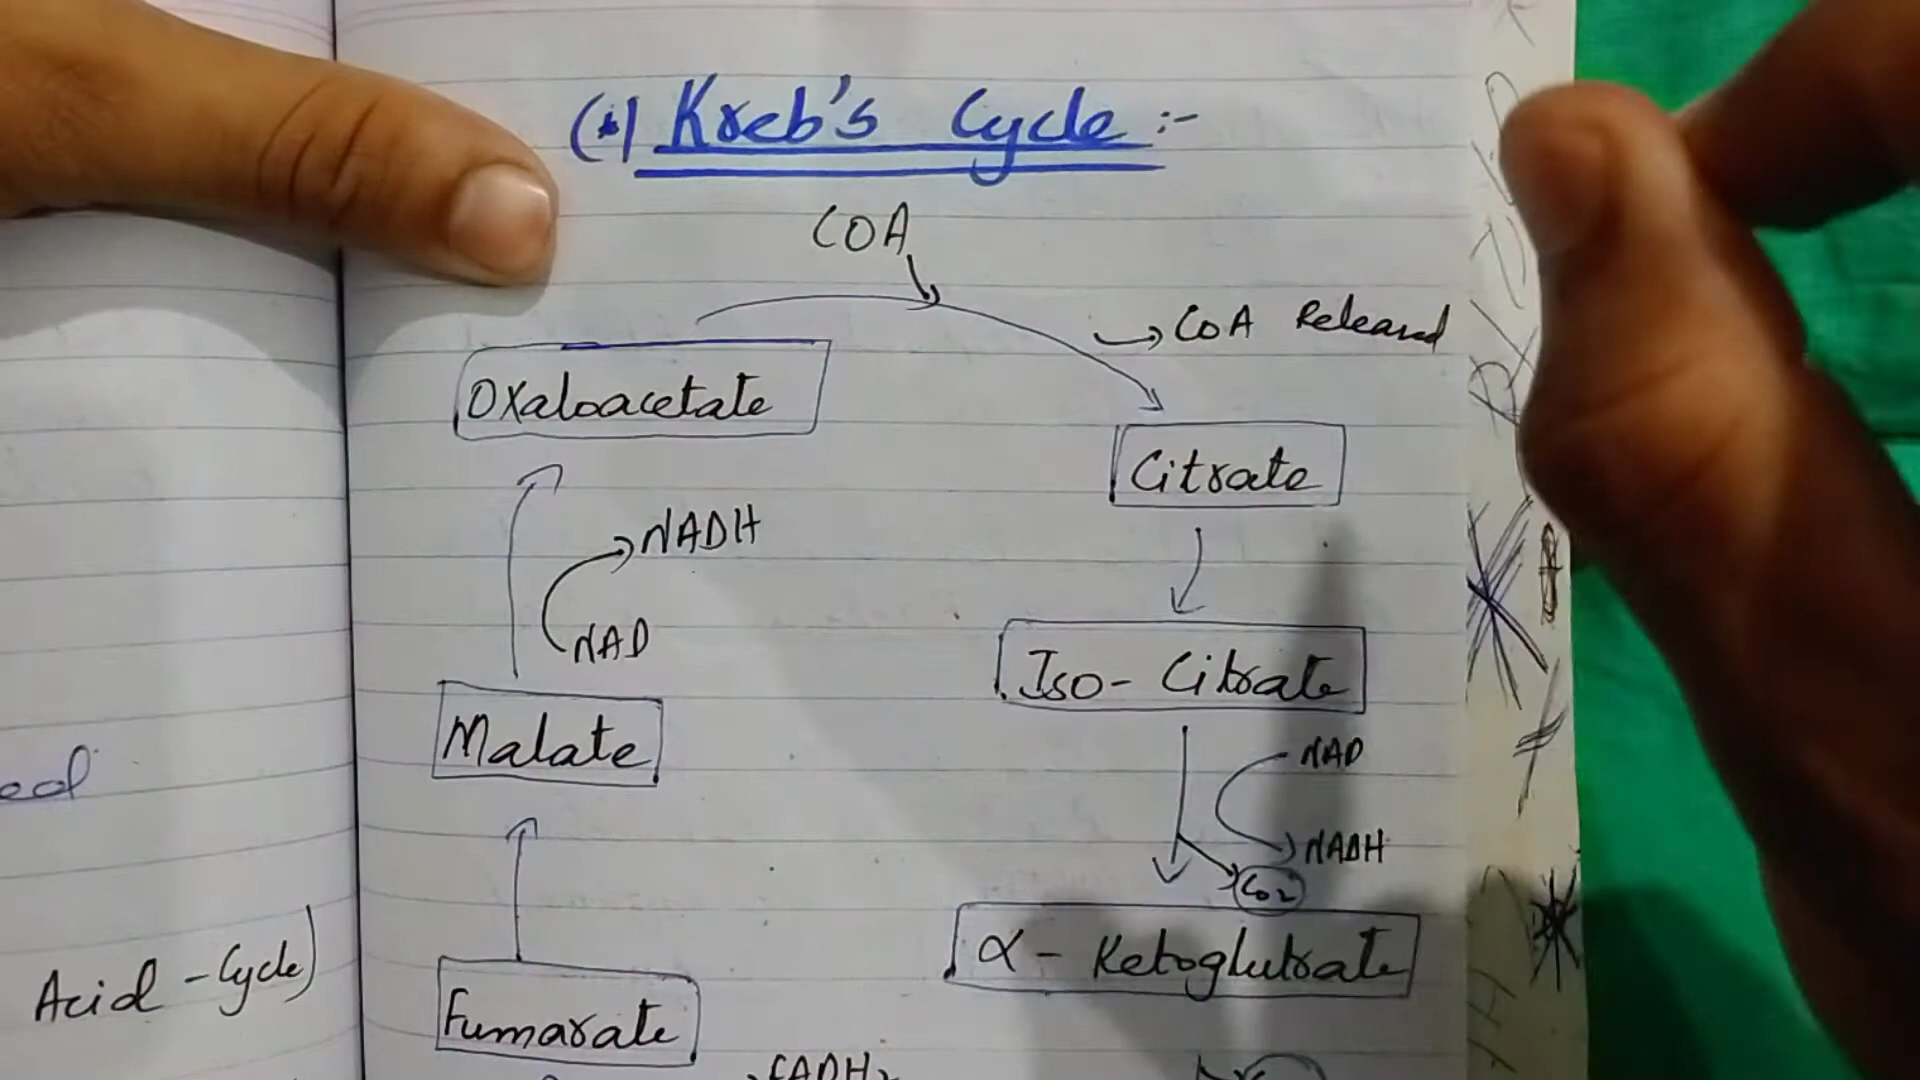 (*) Kreb's Cycle :-
COA
COA Released
Oxaloacetate
Citrate
NADH
NAD
Iso-Citrate
Malate
NAD
NADH
CO2
ed
α - Ketoglutrate
Acid - Cycle)
Fumarate
FADH2